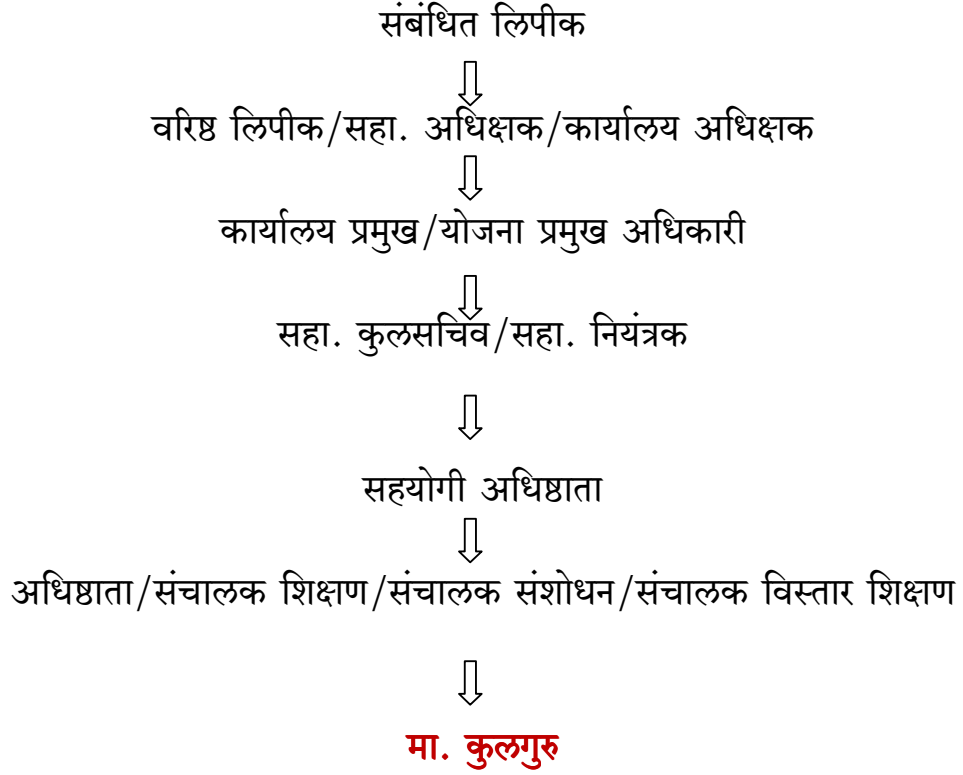 संबंधित लिपीक
वरिष्ठ लिपीक/सहा. अधिक्षक/कार्यालय अधिक्षक
कार्यालय प्रमुख/योजना प्रमुख अधिकारी
सहा. कुलसचिव/सहा. नियंत्रक
सहयोगी अधिष्ठाता
अधिष्ठाता/संचालक शिक्षण/संचालक संशोधन/संचालक विस्तार शिक्षण
मा. कुलगुरु